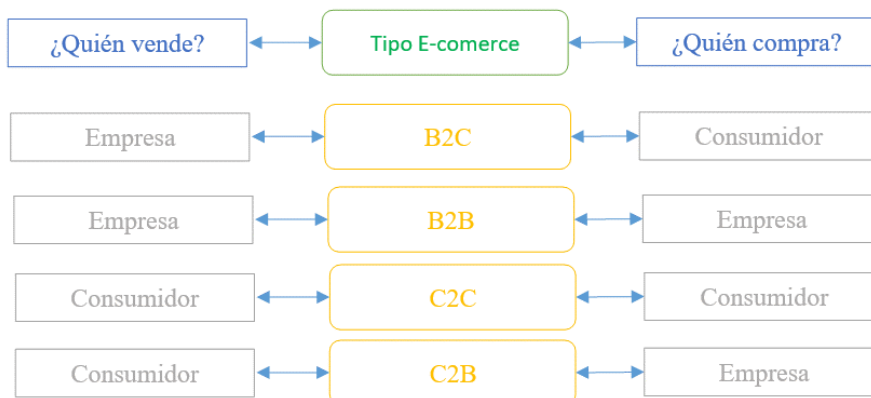 ¿Quién vende? Tipo E-comerce ¿Quién compra?
Empresa B2C Consumidor
Empresa B2B Empresa
Consumidor C2C Consumidor
Consumidor C2B Empresa